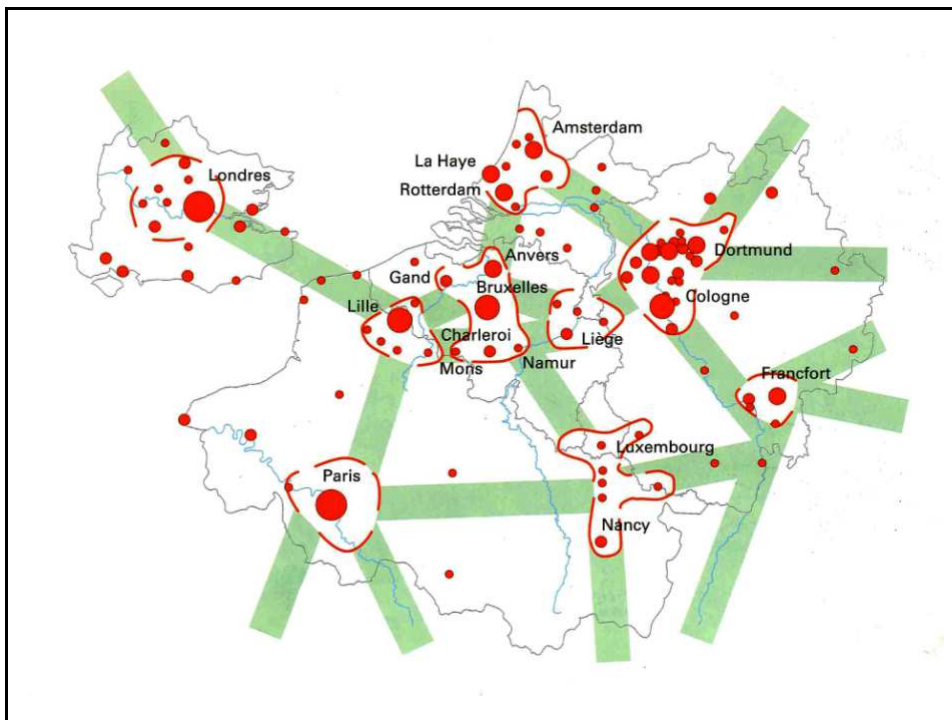 Amsterdam
Londres
La Haye
Rotterdam
Anvers
Dortmund
Gand
Bruxelles
Lille
Cologne
Charleroi
Liège
Mons
Namur
Francfort
Luxembourg
Paris
Nancy